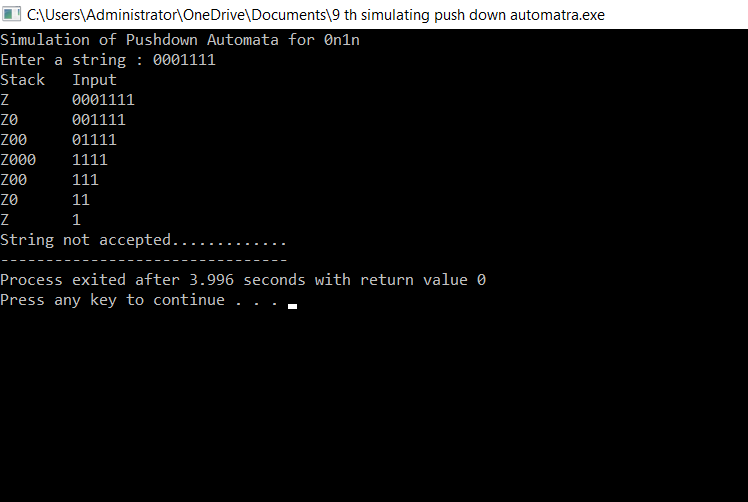 C:\Users\Administrator\OneDrive\Documents\9 th simulating push down automatra.exe
Simulation of Pushdown Automata for 0n1n
Enter a string : 0001111
Stack   Input
Z       0001111
Z0      001111
Z00     01111
Z000    1111
Z00     111
Z0      11
Z       1
String not accepted.............
--------------------------------
Process exited after 3.996 seconds with return value 0
Press any key to continue . . .